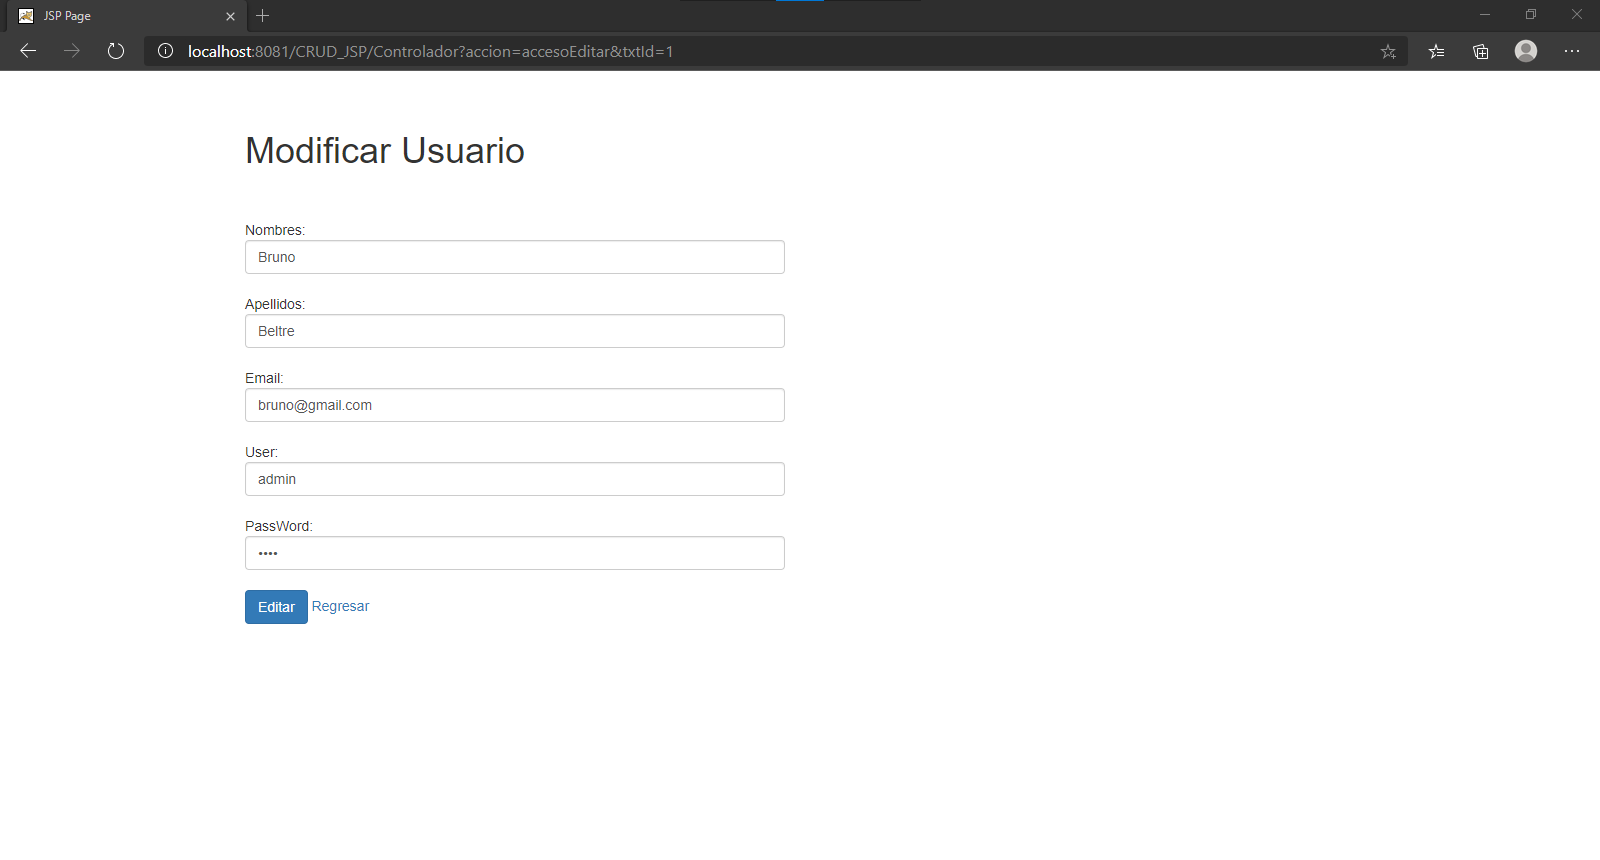 JSP Page
localhost:8081/CRUD_JSP/Controlador?accion=accesoEditar&txtId=1
Modificar Usuario
Nombres:
Bruno
Apellidos:
Beltre
Email:
bruno@gmail.com
User:
admin
PassWord:
••••
Editar Regresar